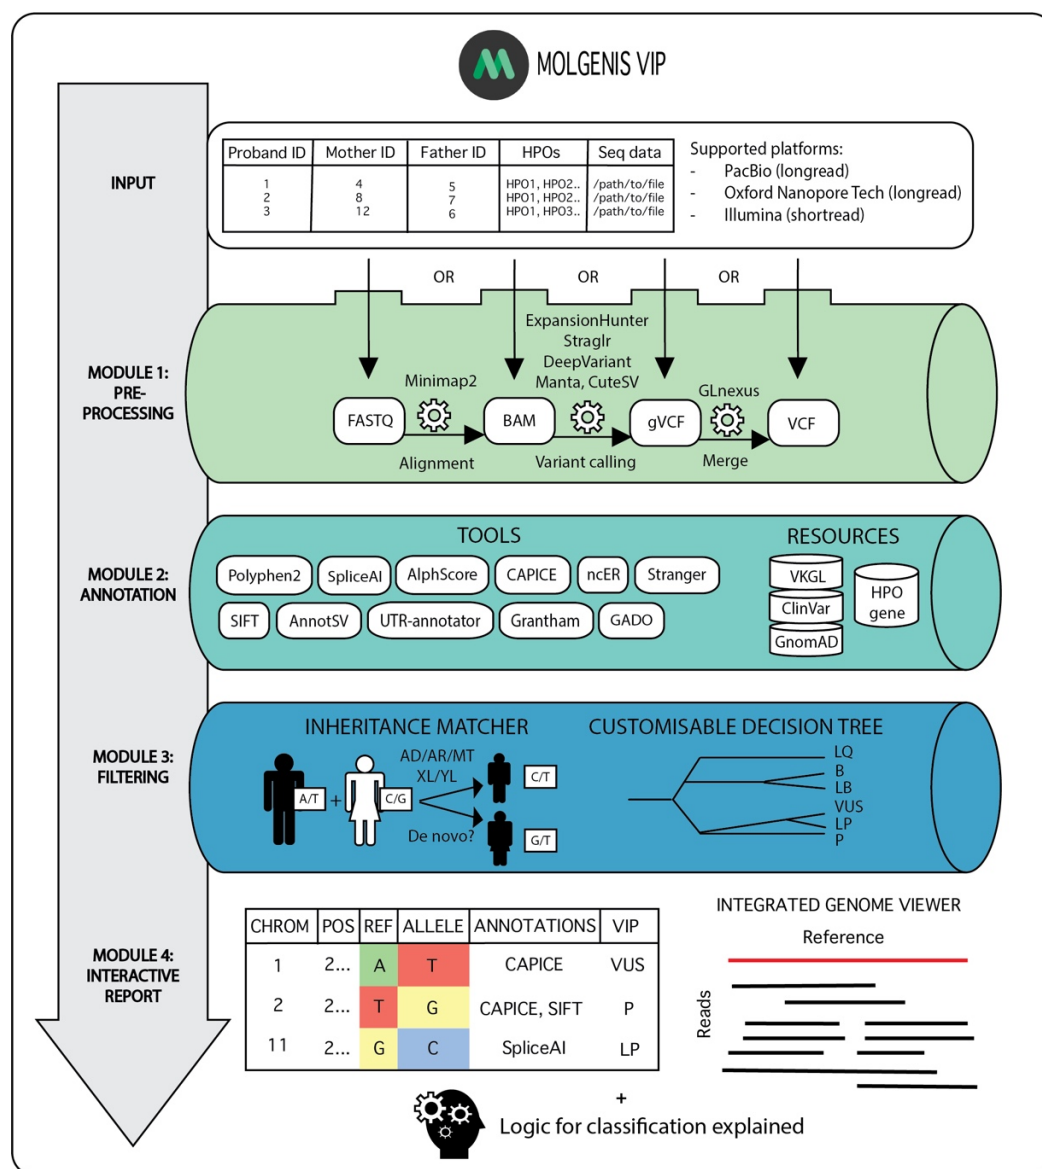 MOLGENIS VIP
INPUT
Proband ID Mother ID Father ID HPOs Seq data
1 4 5 HPO1, HPO2.. /path/to/file
2 8 7 HPO1, HPO2.. /path/to/file
3 12 6 HPO1, HPO3.. /path/to/file
Supported platforms:
- PacBio (longread)
- Oxford Nanopore Tech (longread)
- Illumina (shortread)
OR OR OR
MODULE 1:
PRE-
PROCESSING
Minimap2
ExpansionHunter
Straglr
DeepVariant
Manta, CuteSV
GLnexus
FASTQ BAM gVCF VCF
Alignment Variant calling Merge
MODULE 2:
ANNOTATION
TOOLS
Polyphen2 SpliceAI AlphScore CAPICE ncER Stranger
SIFT AnnotSV UTR-annotator Grantham GADO
RESOURCES
VKGL
ClinVar
GnomAD
HPO
gene
MODULE 3:
FILTERING
INHERITANCE MATCHER
A/T + C/G
AD/AR/MT
XL/YL
De novo?
C/T
G/T
CUSTOMISABLE DECISION TREE
LQ
B
LB
VUS
LP
P
MODULE 4:
INTERACTIVE
REPORT
CHROM POS REF ALLELE ANNOTATIONS VIP
1 2... A T CAPICE VUS
2 2... T G CAPICE, SIFT P
11 2... G C SpliceAI LP
INTEGRATED GENOME VIEWER
Reference
Reads
+
Logic for classification explained